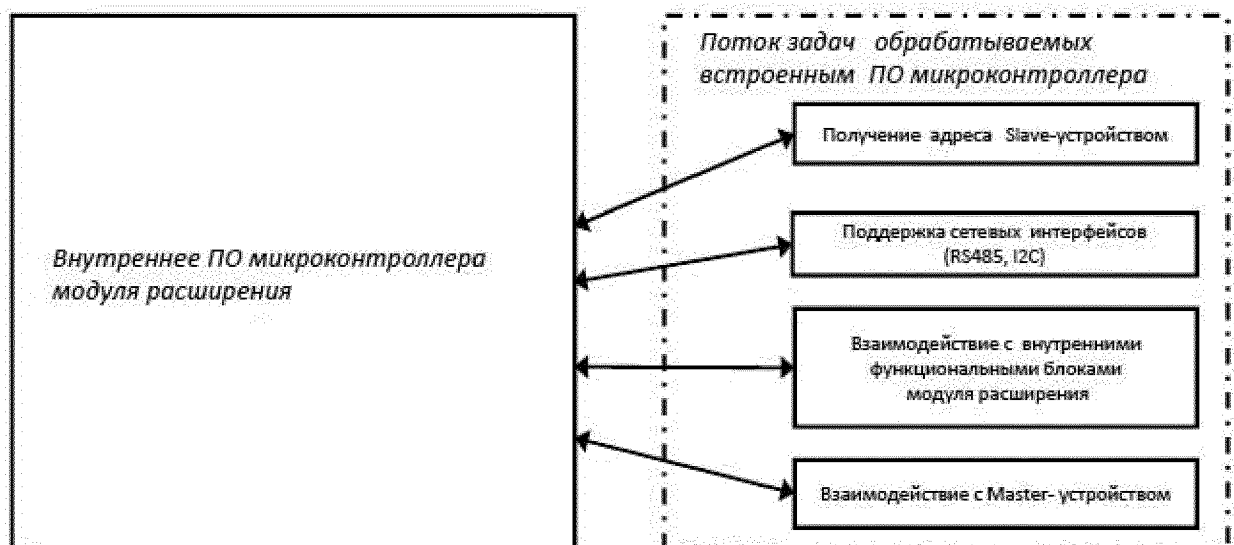 Поток задач обрабатываемых
встроенным ПО микроконтроллера
Получение адреса Slave-устройством
Поддержка сетевых интерфейсов
(RS485, I2C)
Внутреннее ПО микроконтроллера
модуля расширения
Взаимодействие с внутренними
функциональными блоками
модуля расширения
Взаимодействие с Master- устройством